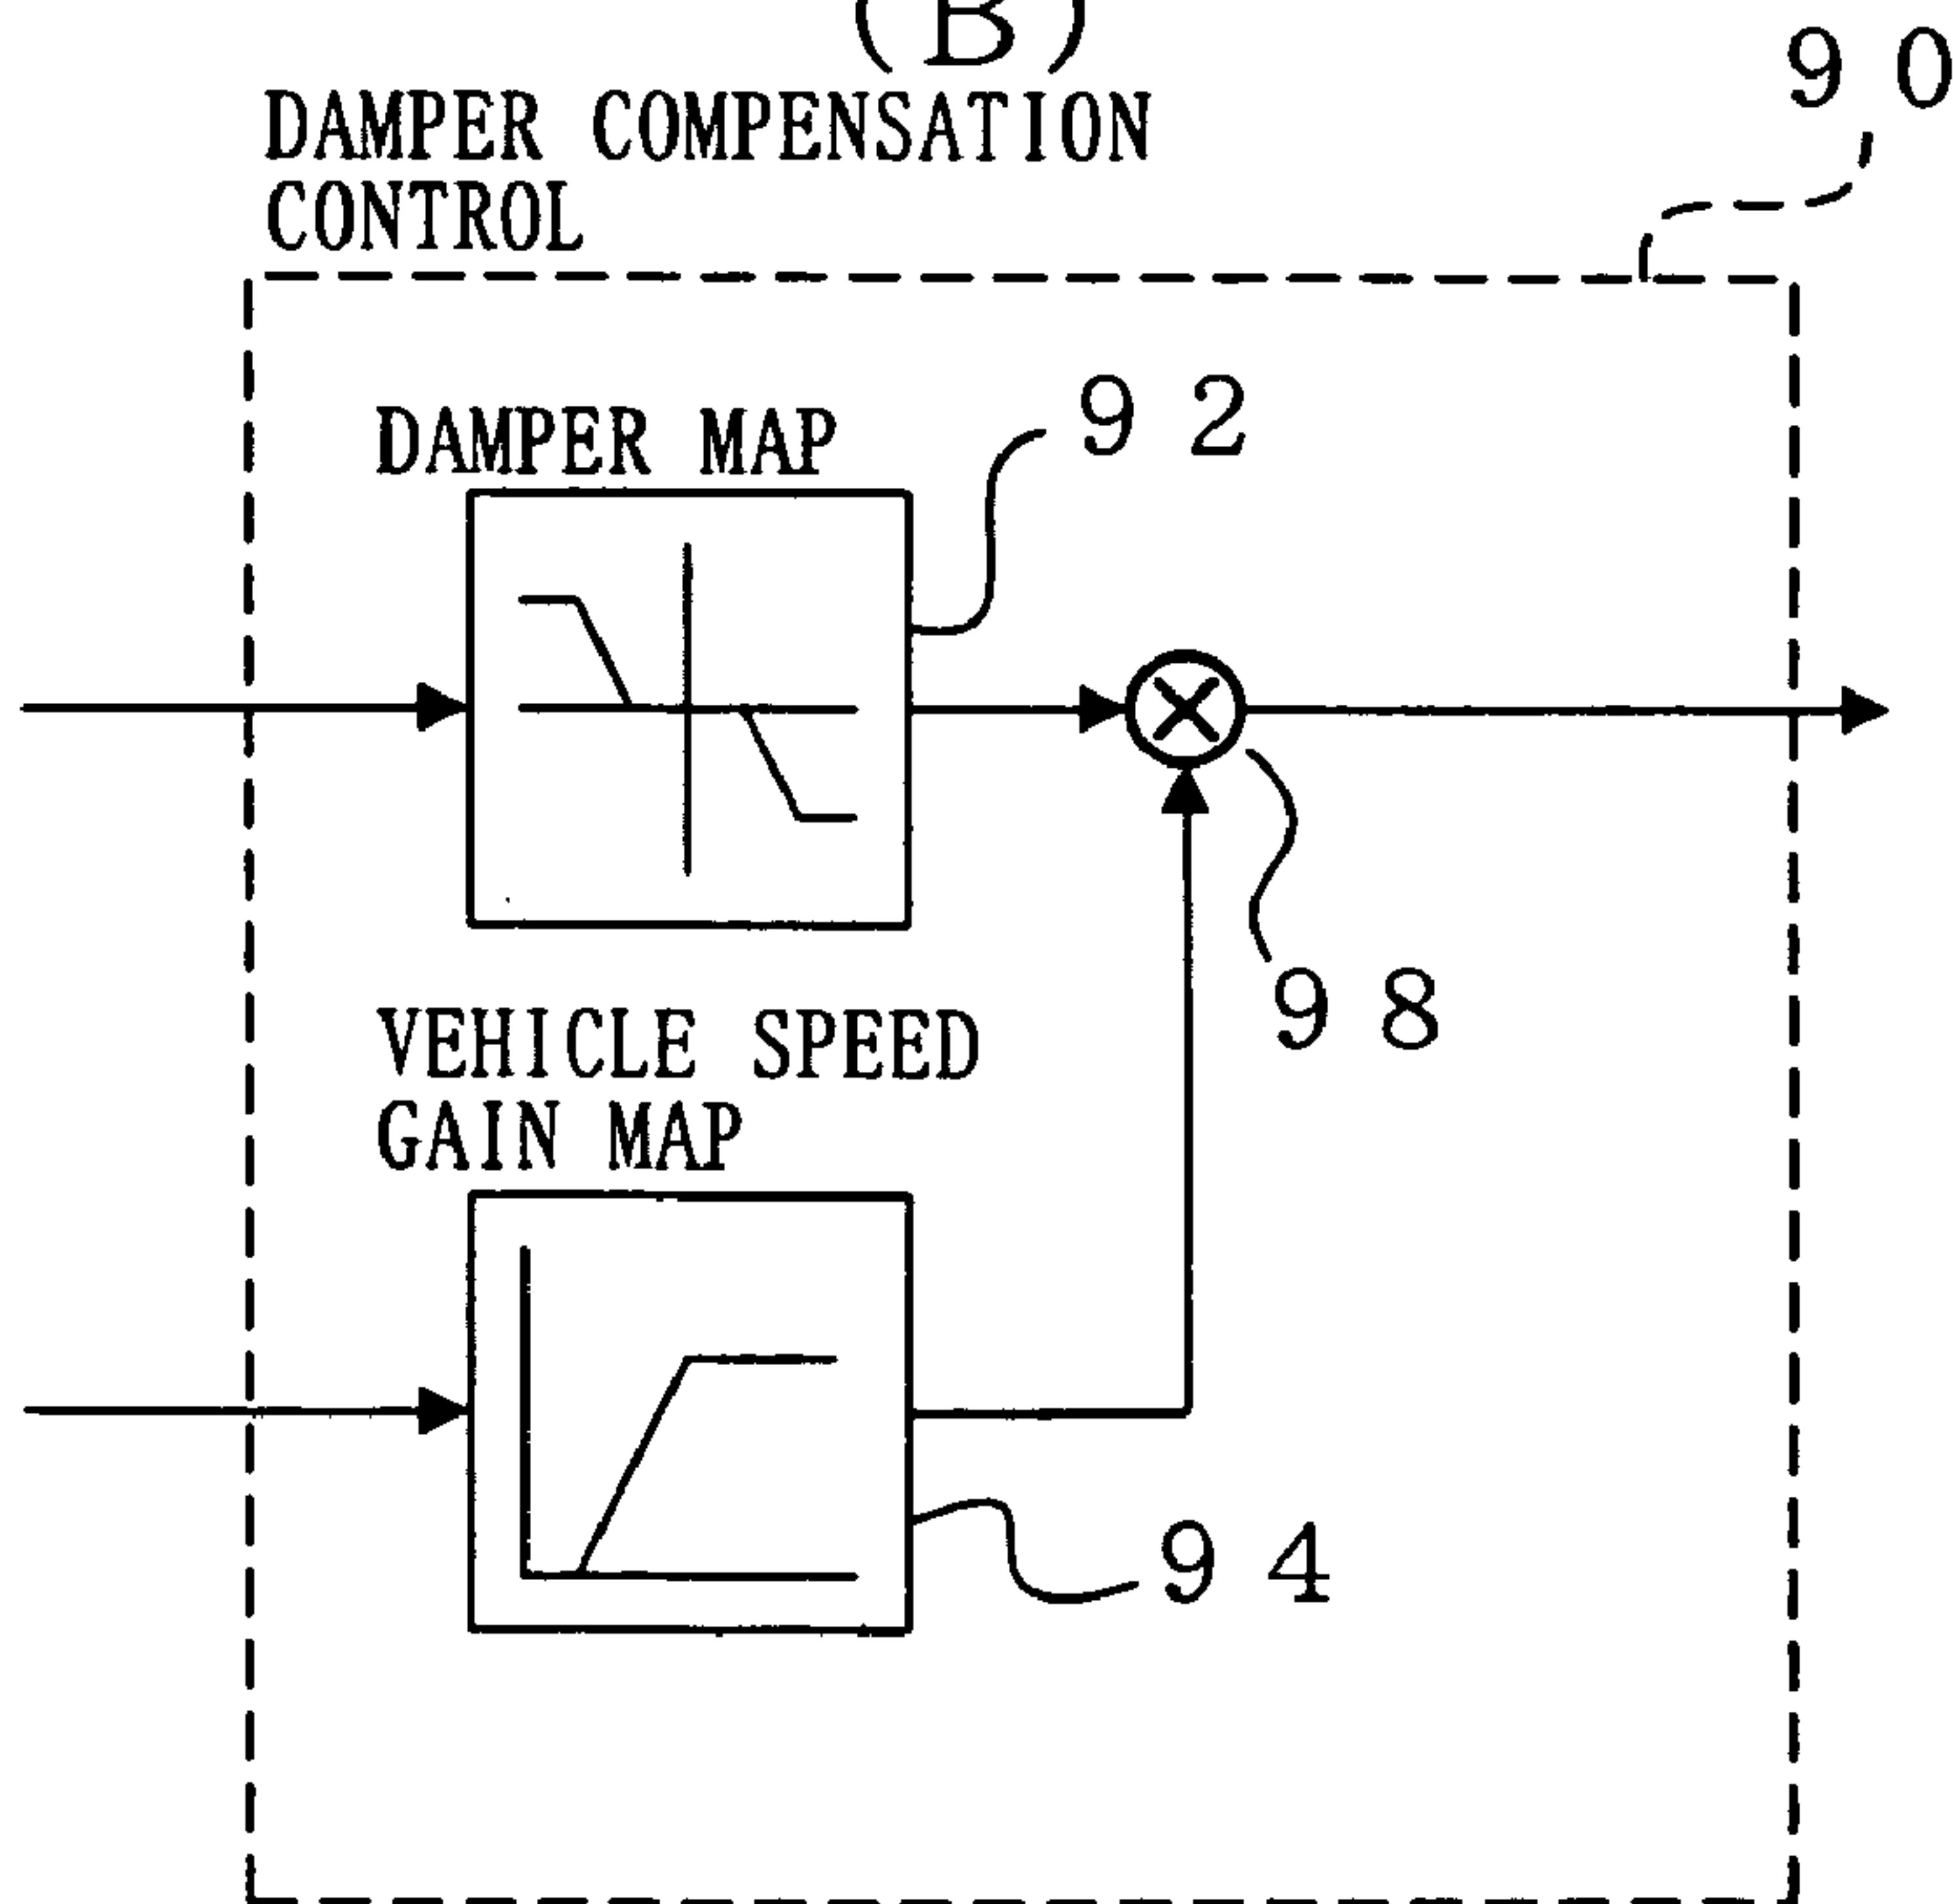 (B)
90
DAMPER COMPENSATION
CONTROL
DAMPER MAP
92
98
VEHICLE SPEED
GAIN MAP
94